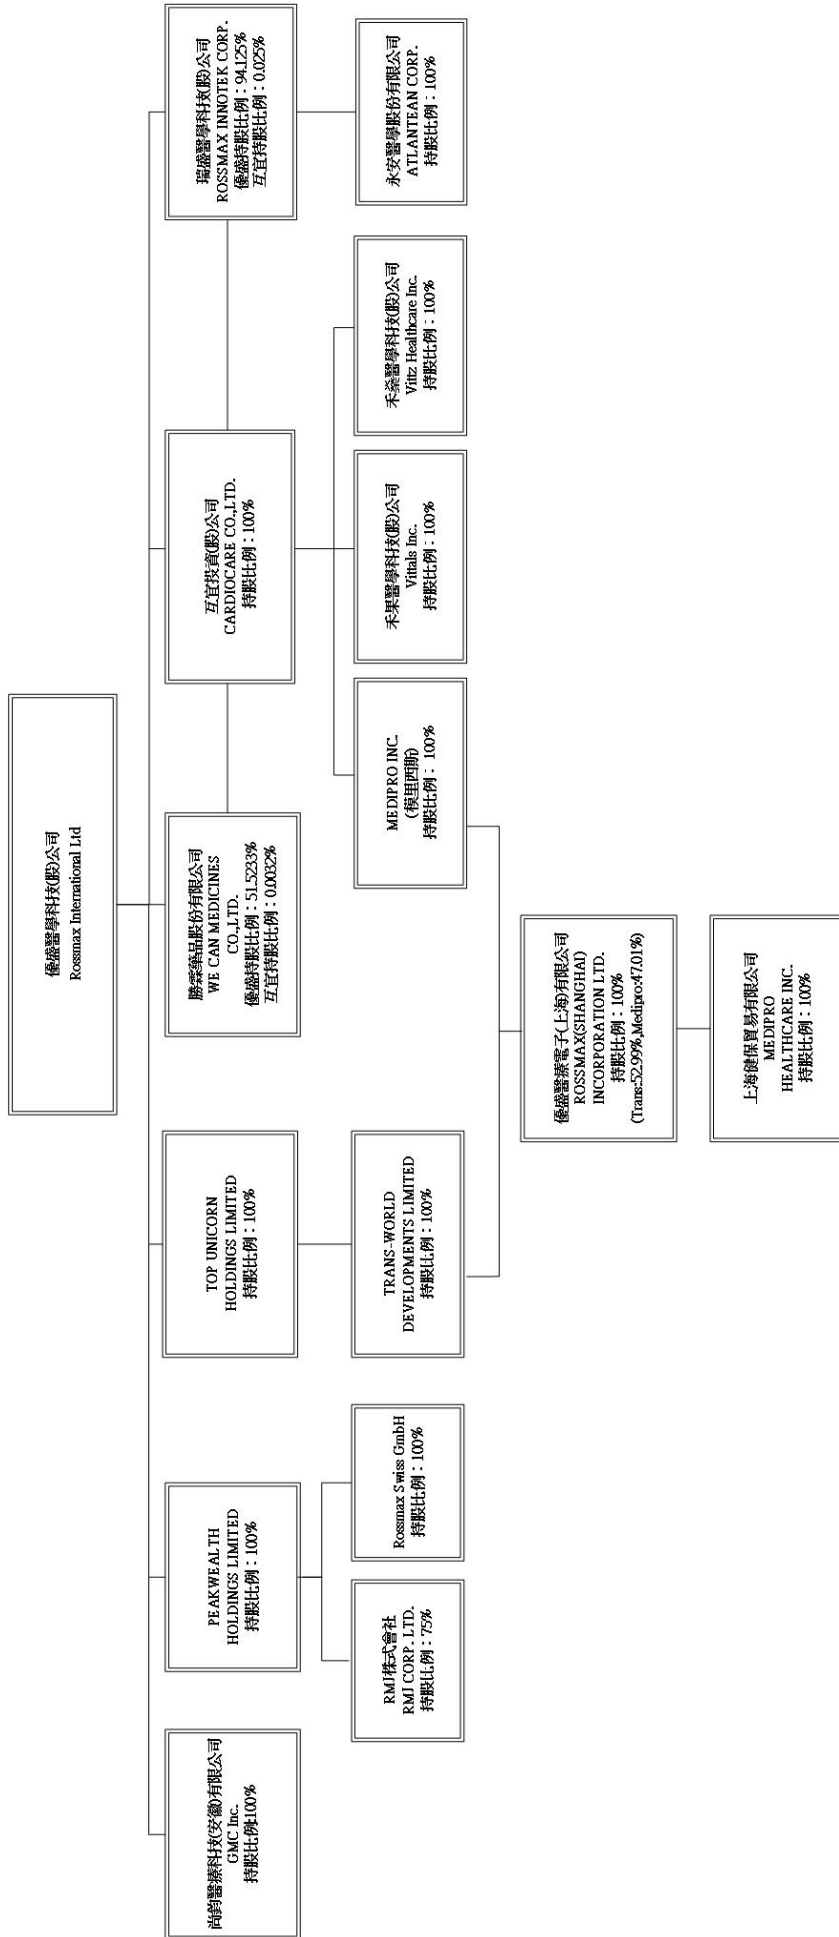 優盛醫學科技(股)公司
Rossmax International Ltd
尚鈞醫療科技(安徽)有限公司
GMC Inc.
持股比例:100%
PEAKWEALTH
HOLDINGS LIMITED
持股比例：100%
TOP UNICORN
HOLDINGS LIMITED
持股比例：100%
勝霖藥品股份有限公司
WE CAN MEDICINES
CO.,LTD.
優盛持股比例：51.5233%
互宜持股比例：0.0032%
互宜投資(股)公司
CARDIOCARE CO.,LTD.
持股比例：100%
瑞盛醫學科技(股)公司
ROSSMAX INNOTEK CORP.
優盛持股比例：94.125%
互宜持股比例：0.025%
RMJ株式會社
RMJ CORP. LTD.
持股比例：75%
Rossmax Swiss GmbH
持股比例：100%
TRANS-WORLD
DEVELOPMENTS LIMITED
持股比例：100%
MEDIPRO INC.
(模里西斯)
持股比例： 100%
禾果醫學科技(股)公司
Vittals Inc.
持股比例：100%
禾燊醫學科技(股)公司
Vittz Healthcare Inc.
持股比例：100%
永安醫學股份有限公司
ATLANTEAN CORP.
持股比例：100%
優盛醫療電子(上海)有限公司
ROSSMAX(SHANGHAI)
INCORPORATION LTD.
持股比例：100%
(Trans:52.99%,Medipro:47.01%)
上海健保貿易有限公司
MEDIPRO
HEALTHCARE INC.
持股比例：100%